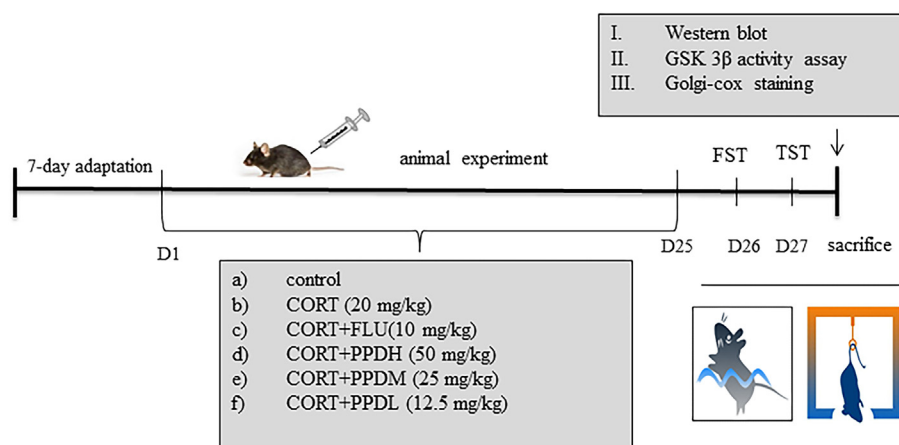 I. Western blot
II. GSK 3β activity assay
III. Golgi-cox staining
7-day adaptation
animal experiment
FST
TST
D1
D25
D26
D27
sacrifice
a) control
b) CORT (20 mg/kg)
c) CORT+FLU(10 mg/kg)
d) CORT+PPDH (50 mg/kg)
e) CORT+PPDM (25 mg/kg)
f) CORT+PPDL (12.5 mg/kg)